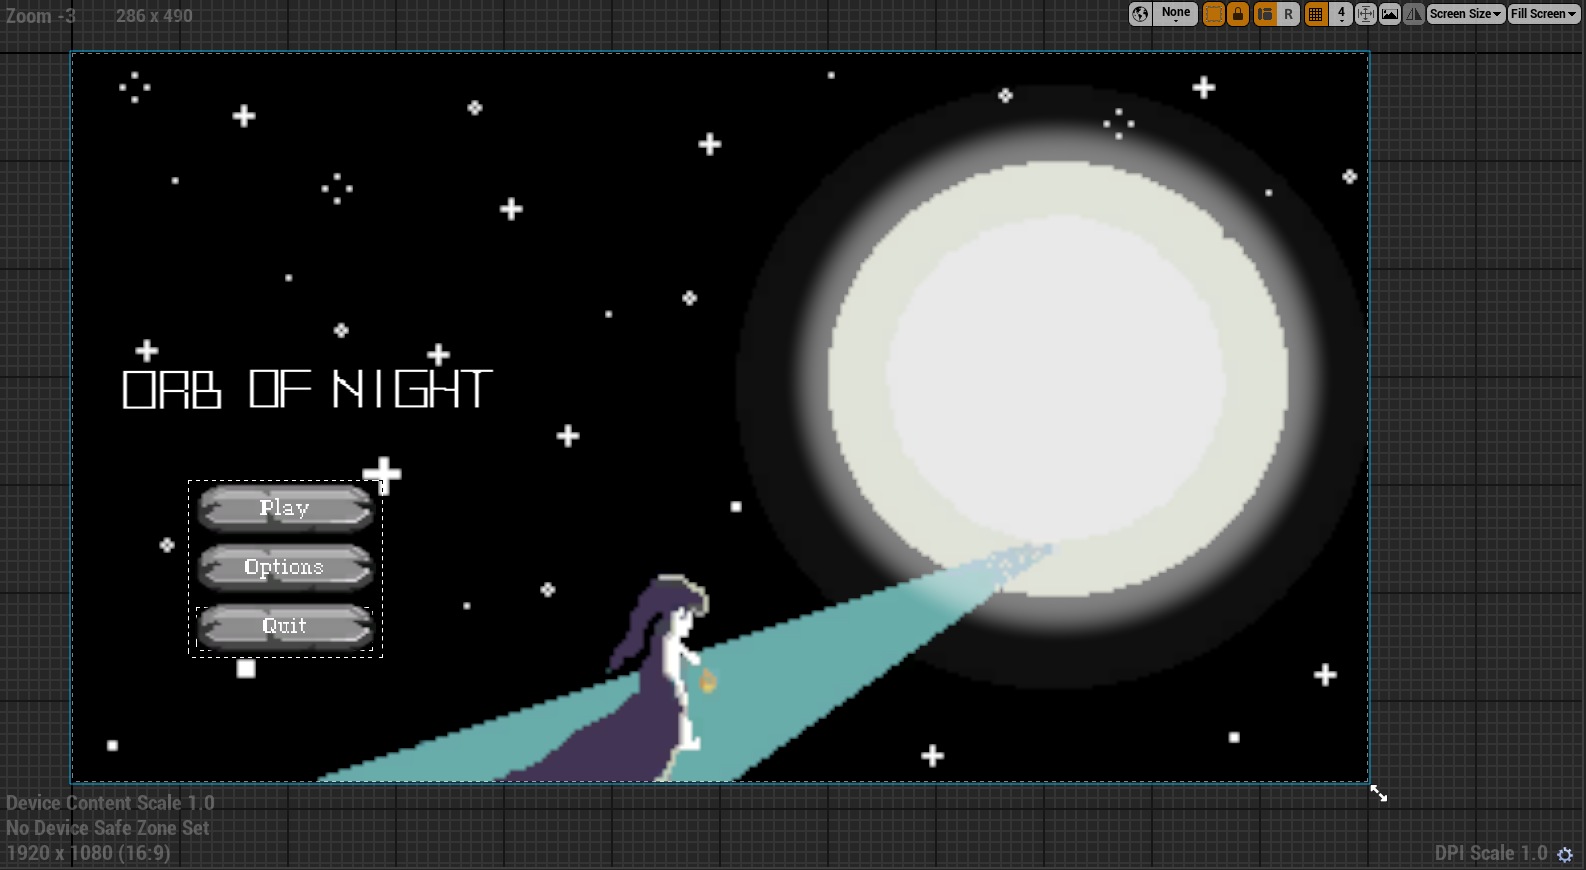 Zoom -3 286 x 490 None R 4 Screen Size Fill Screen
ORB OF NIGHT
Play
Options
Quit
Device Content Scale 1.0
No Device Safe Zone Set
1920 x 1080 (16:9) DPI Scale 1.0